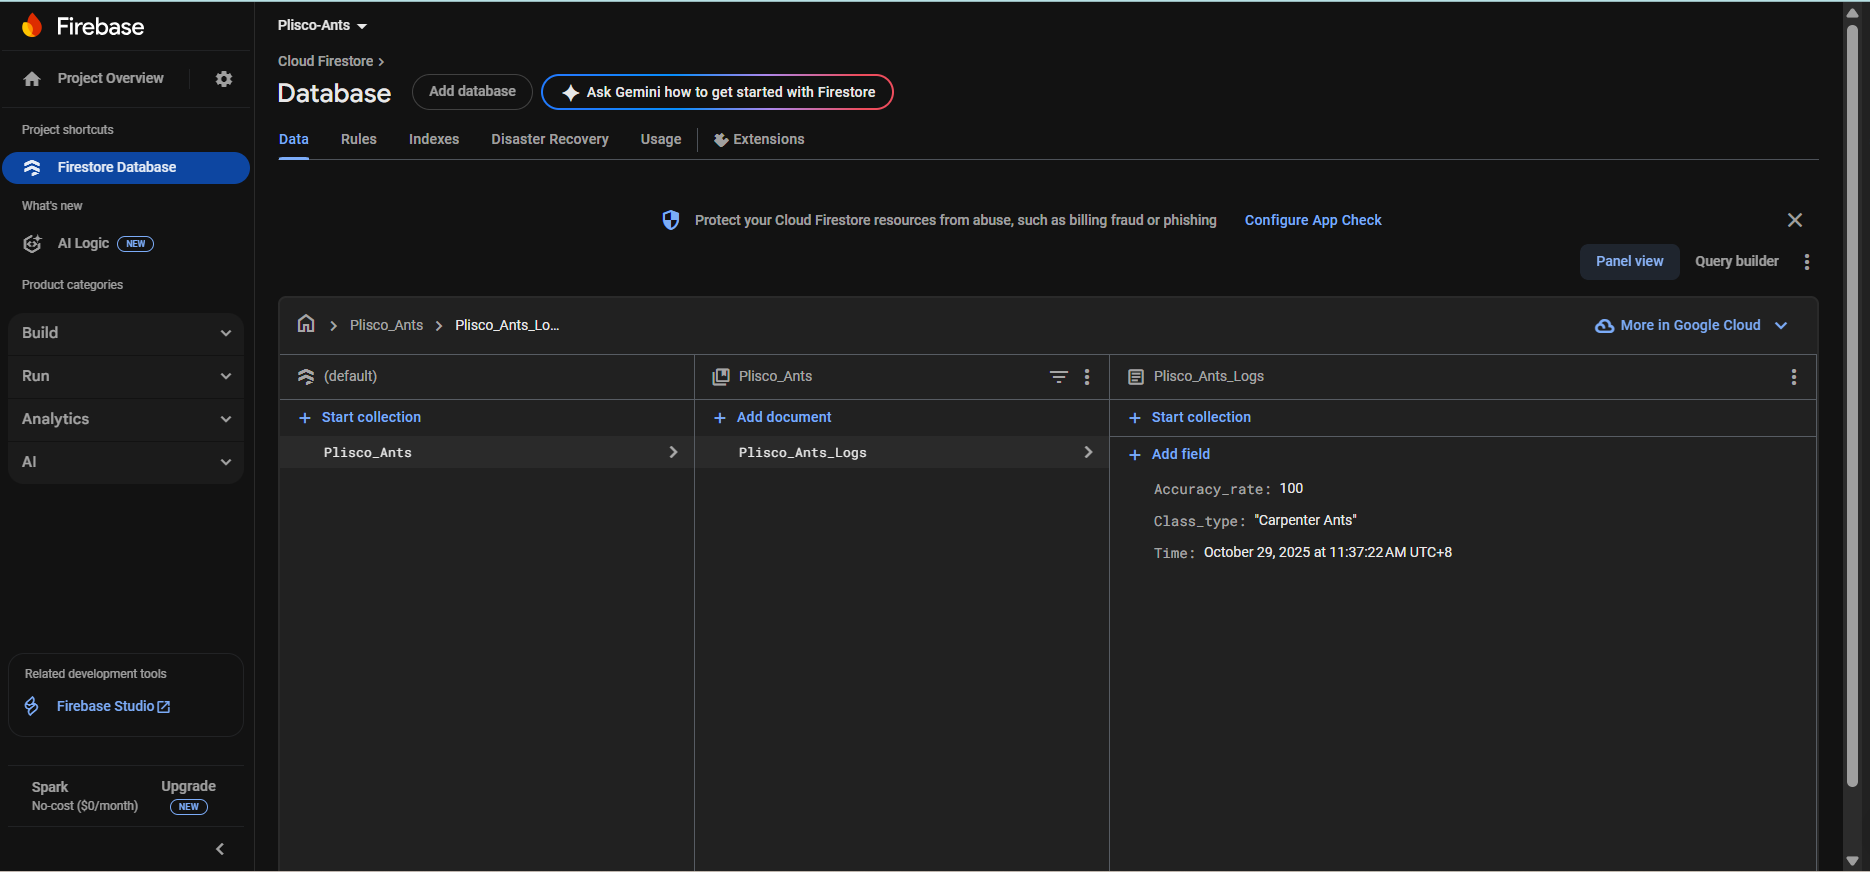 Firebase
Project Overview
Project shortcuts
Firestore Database
What's new
AI Logic NEW
Product categories
Build
Run
Analytics
AI
Related development tools
Firebase Studio
Spark
No-cost ($0/month)
Upgrade
NEW
Plisco-Ants
Cloud Firestore
Database
Add database
Ask Gemini how to get started with Firestore
Data Rules Indexes Disaster Recovery Usage Extensions
Protect your Cloud Firestore resources from abuse, such as billing fraud or phishing Configure App Check
Panel view Query builder
Plisco_Ants Plisco_Ants_Lo... More in Google Cloud
(default)
Start collection
Plisco_Ants
Plisco_Ants
Add document
Plisco_Ants_Logs
Plisco_Ants_Logs
Start collection
Add field
Accuracy_rate: 100
Class_type: "Carpenter Ants"
Time: October 29, 2025 at 11:37:22 AM UTC+8